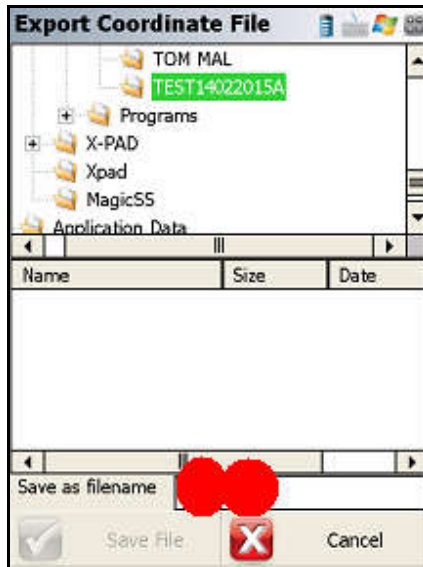 Export Coordinate File
TOM MAL
TEST14022015A
Programs
X-PAD
Xpad
MagicSS
Application Data
Name Size Date
Save as filename
Save File Cancel